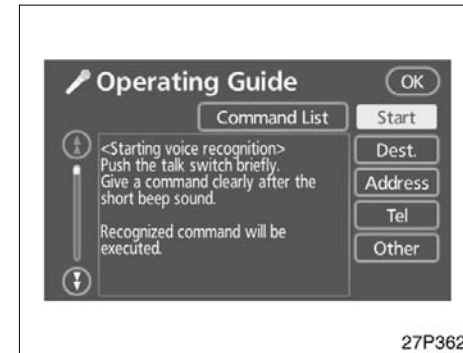 Operating Guide
OK
Command List
Start
<Starting voice recognition>
Push the talk switch briefly.
Give a command clearly after the
short beep sound.
Recognized command will be
executed.
Dest.
Address
Tel
Other
27P362